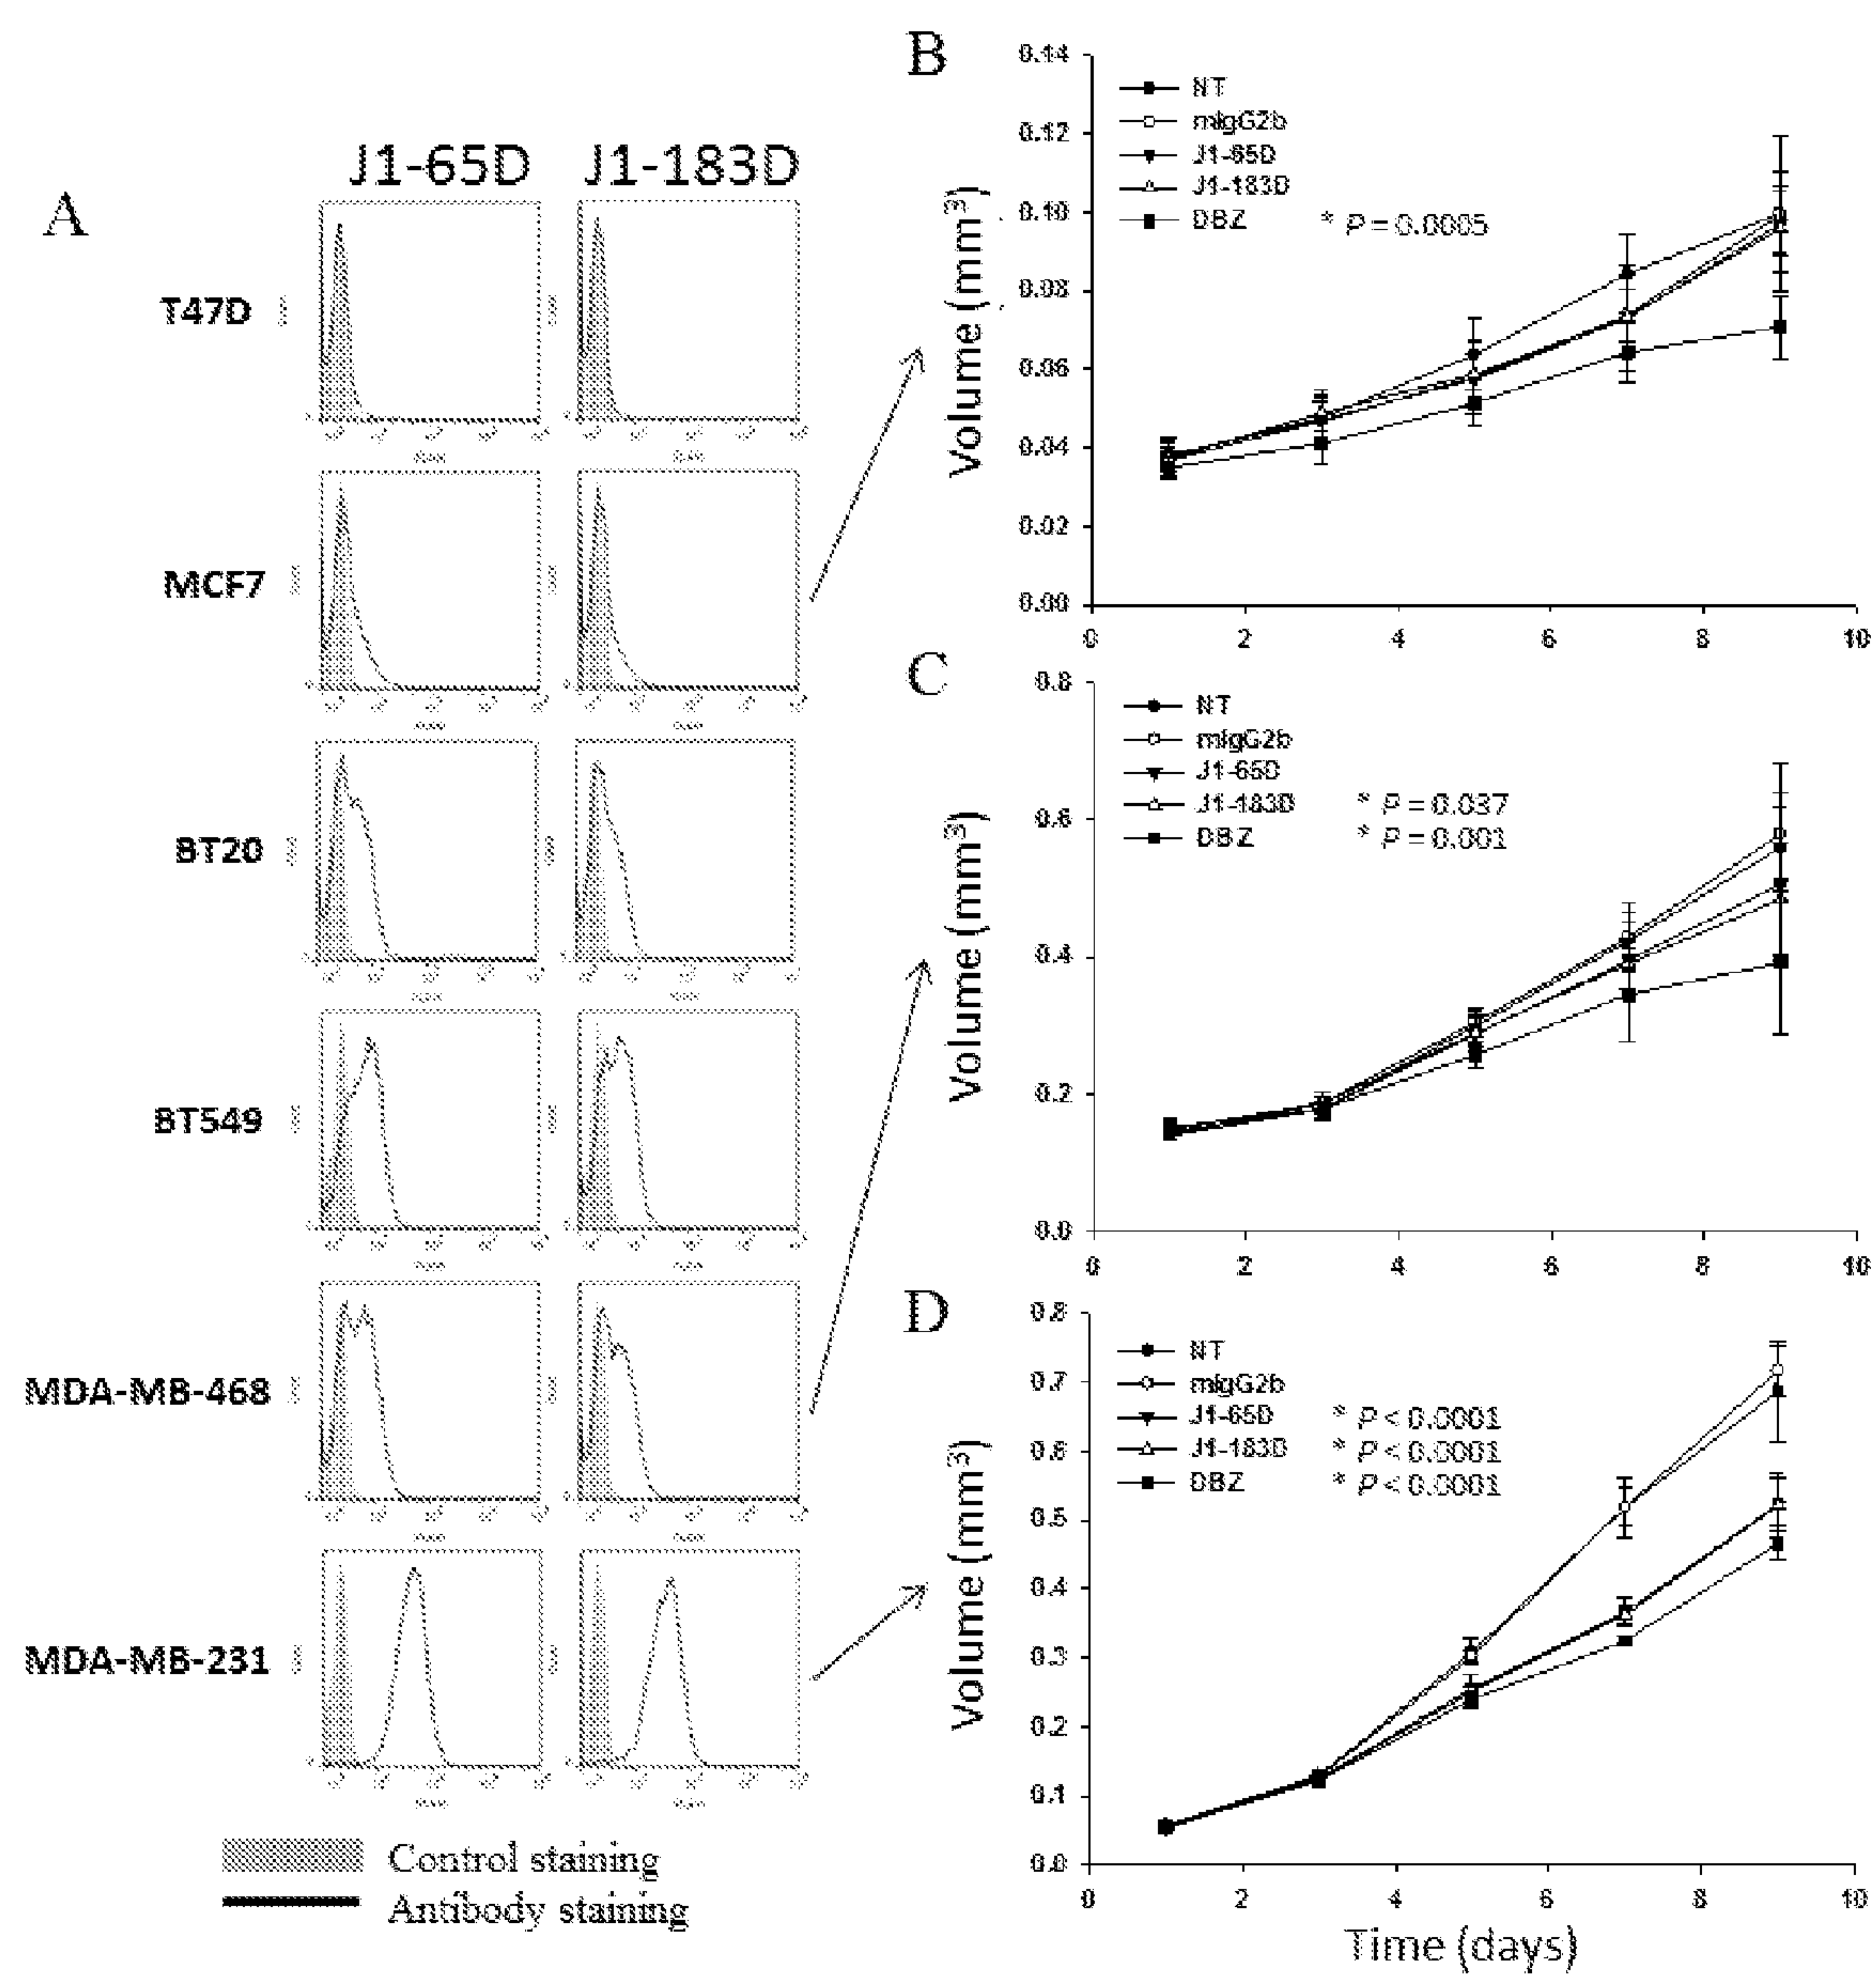 A
J1-65D J1-183D
T47D
MCF7
BT20
BT549
MDA-MB-468
MDA-MB-231
Control staining
Antibody staining
B
Volume (mm³)
0.14
0.12
0.10
0.08
0.06
0.04
0.02
0.00
NT
mIgG2b
J1-65D
J1-183D
DBZ * P = 0.0005
0 2 4 6 8 10
C
Volume (mm³)
0.8
0.6
0.4
0.2
0.0
NT
mIgG2b
J1-65D
J1-183D * P = 0.037
DBZ * P = 0.001
0 2 4 6 8 10
D
Volume (mm³)
0.8
0.7
0.6
0.5
0.4
0.3
0.2
0.1
0.0
NT
mIgG2b
J1-65D * P < 0.0001
J1-183D * P < 0.0001
DBZ * P < 0.0001
0 2 4 6 8 10
Time (days)